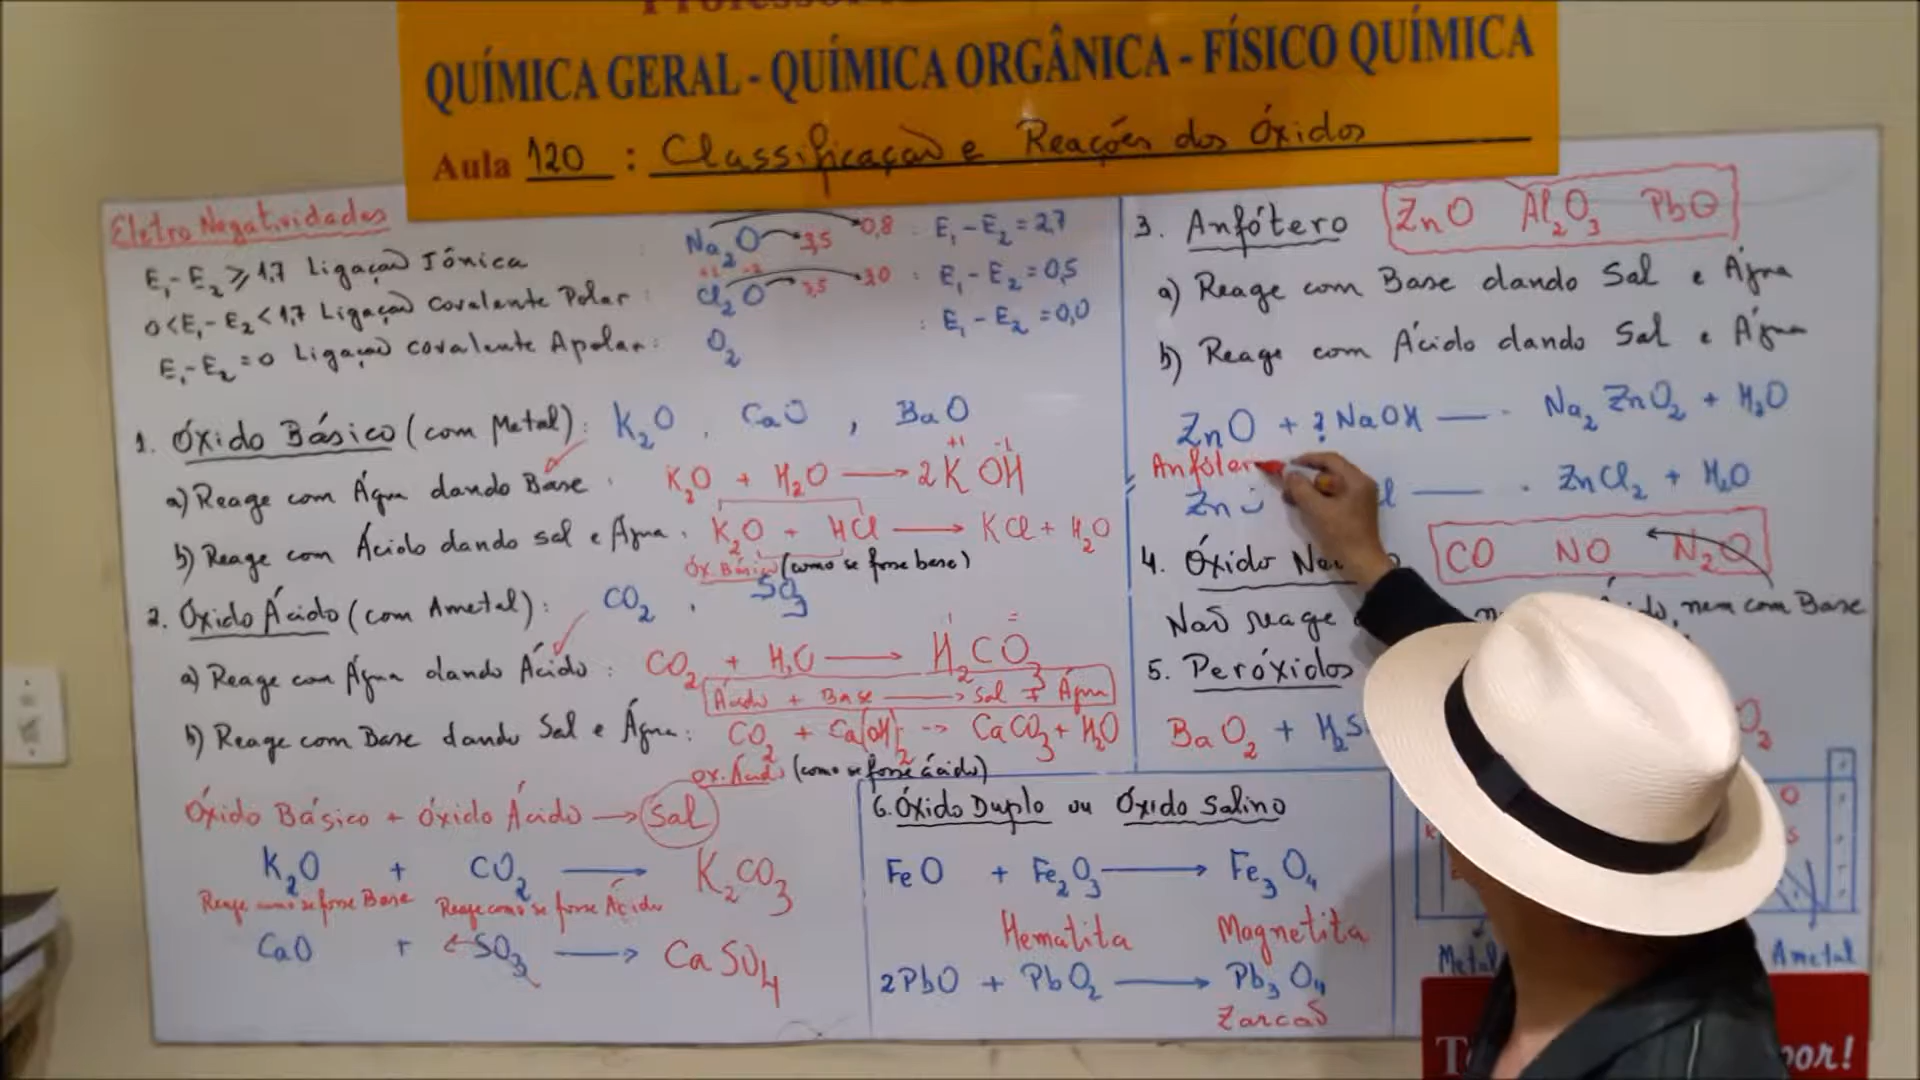 QUÍMICA GERAL - QUÍMICA ORGÂNICA - FÍSICO QUÍMICA
Aula 120 : Classificação e Reações dos Óxidos
EletroNegatividades
E₁-E₂ ⩾ 1,7 Ligação Iônica
0<E₁-E₂<1,7 Ligação covalente Polar :
E₁-E₂=0 Ligação covalente Apolar:
Na₂O 3,5 0,8 : E₁-E₂=2,7
Cl₂O 3,5 3,0 : E₁-E₂=0,5
O₂ : E₁-E₂=0,0
1. Óxido Básico (com Metal): K₂O , CaO , BaO
a) Reage com Água dando Base : K₂O + H₂O → 2K⁺¹OH⁻¹
b) Reage com Ácido dando sal e Água : K₂O + HCl → KCl + H₂O
Óx. Básico (como se fosse base)
2. Óxido Ácido (com Ametal): CO₂ , SO₃
a) Reage com Água dando Ácido : CO₂ + H₂O → H₂CO₃
Ácido + Base → Sal + Água
b) Reage com Base dando Sal e Água : CO₂ + Ca(OH)₂ → CaCO₃ + H₂O
ox. Ácido (como se fosse ácido)
Óxido Básico + Óxido Ácido → Sal
K₂O + CO₂ → K₂CO₃
Reage como se fosse Base Reage como se fosse Ácido
CaO + SO₃ → CaSO₄
3. Anfótero ZnO Al₂O₃ PbO
a) Reage com Base dando Sal e Água
b) Reage com Ácido dando Sal e Água
ZnO + 2 NaOH — Na₂ZnO₂ + H₂O
Anfóter
Zn — ZnCl₂ + H₂O
4. Óxido CO NO N₂O
Não reage nem com Base
5. Peróxidos
BaO₂ + H₂S O₂
6. Óxido Duplo ou Óxido Salino
FeO + Fe₂O₃ → Fe₃O₄
Hematita Magnetita
2PbO + PbO₂ → Pb₃O₄
Zarcão
Metal Ametal